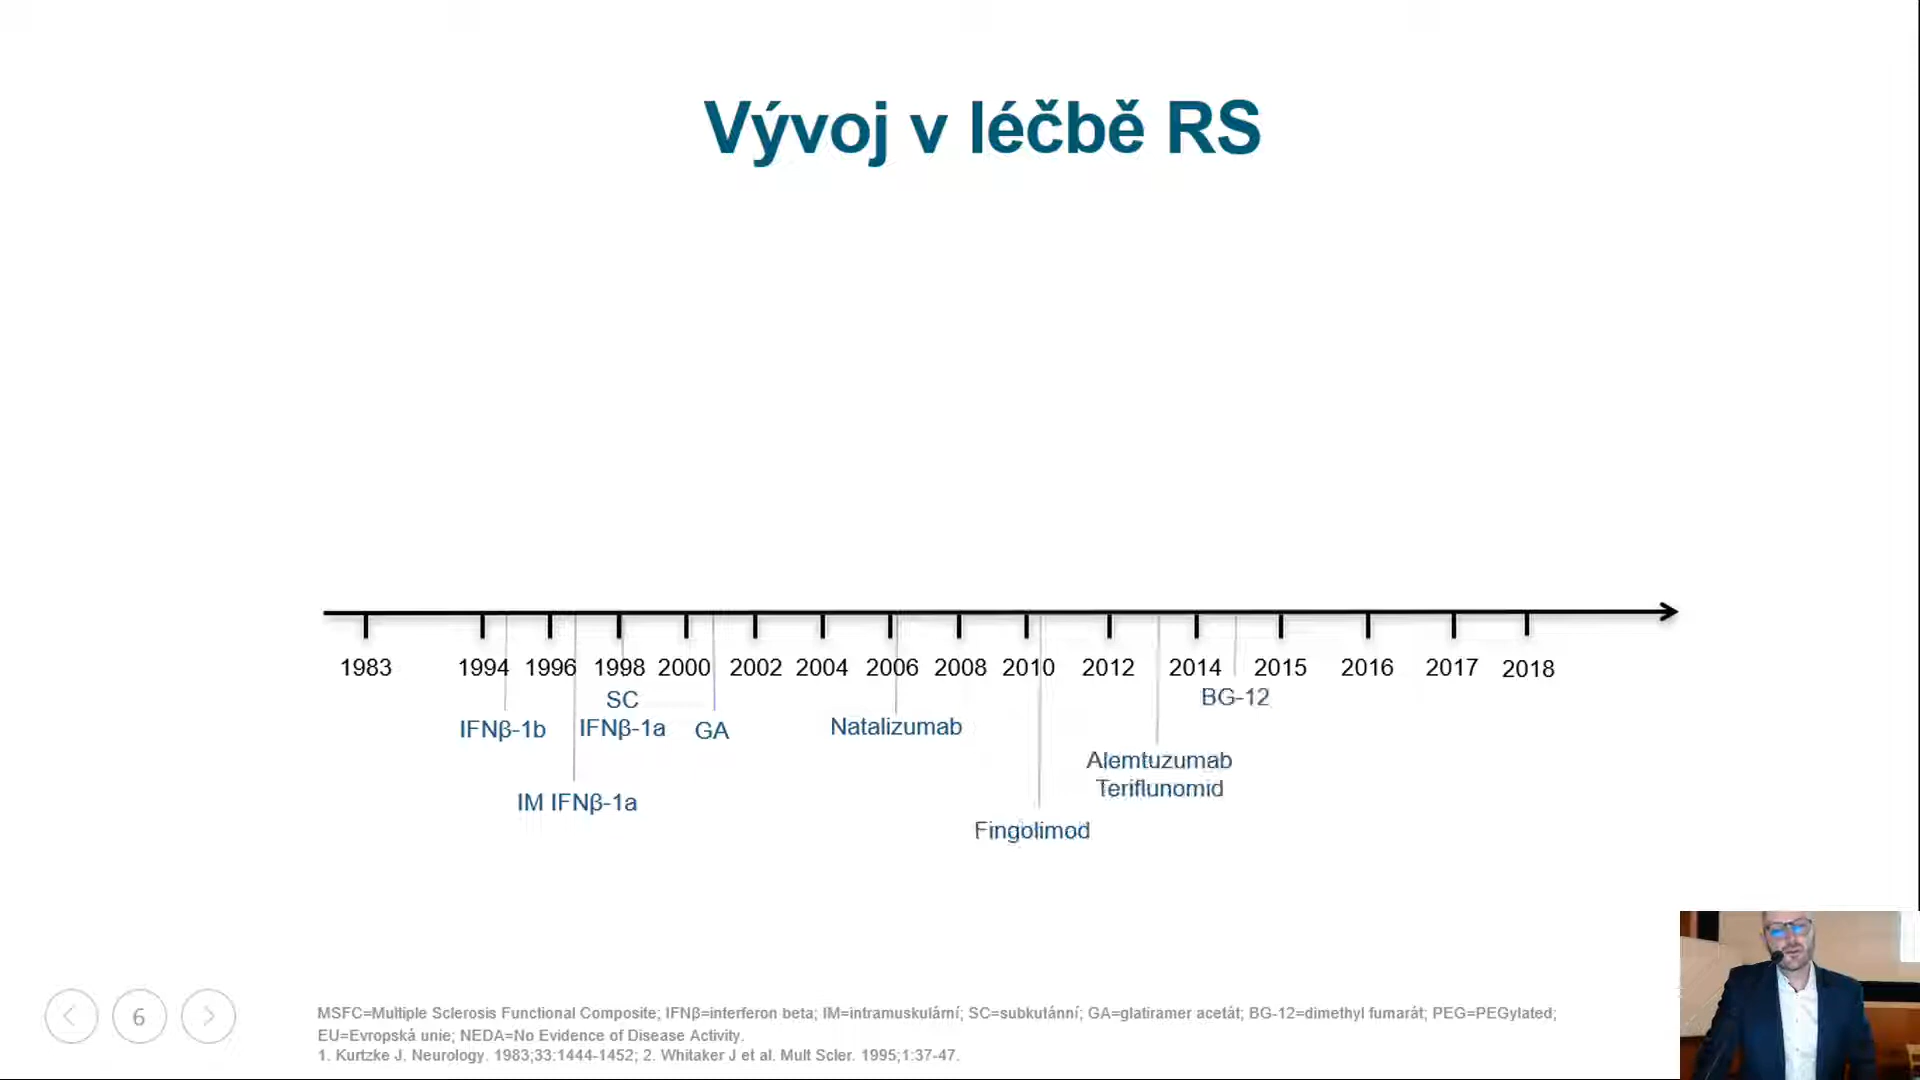 Vývoj v léčbě RS
1983 1994 1996 1998 2000 2002 2004 2006 2008 2010 2012 2014 2015 2016 2017 2018
SC
IFNβ-1b
IFNβ-1a
GA
Natalizumab
BG-12
IM IFNβ-1a
Alemtuzumab
Teriflunomid
Fingolimod
6
MSFC=Multiple Sclerosis Functional Composite; IFNβ=interferon beta; IM=intramuskulární; SC=subkutánní; GA=glatiramer acetát; BG-12=dimethyl fumarát; PEG=PEGylated;
EU=Evropská unie; NEDA=No Evidence of Disease Activity.
1. Kurtzke J. Neurology. 1983;33:1444-1452; 2. Whitaker J et al. Mult Scler. 1995;1:37-47.